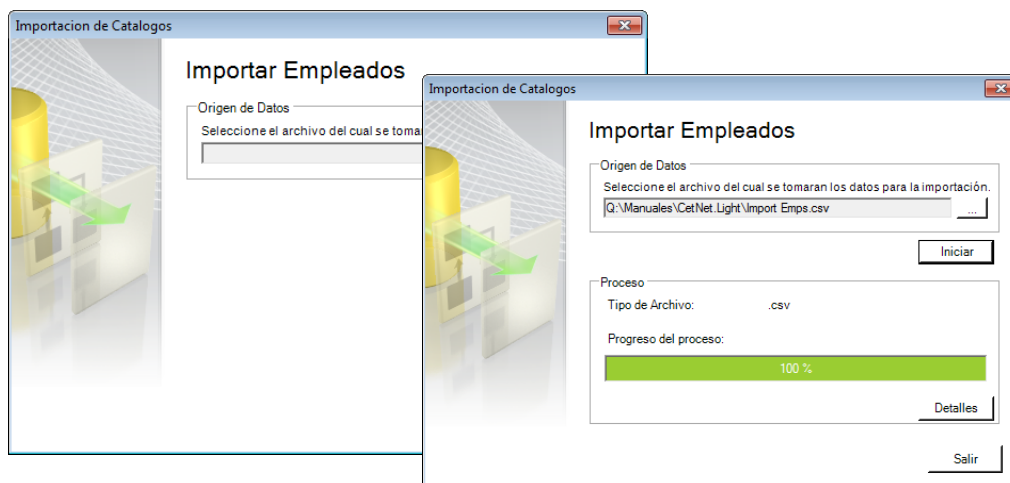 Importacion de Catalogos
Importar Empleados
Origen de Datos
Seleccione el archivo del cual se
Importacion de Catalogos
Importar Empleados
Origen de Datos
Seleccione el archivo del cual se tomaran los datos para la importación.
Q:\Manuales\CetNet.Light\Import Emps.csv
...
Iniciar
Proceso
Tipo de Archivo: .csv
Progreso del proceso:
100 %
Detalles
Salir